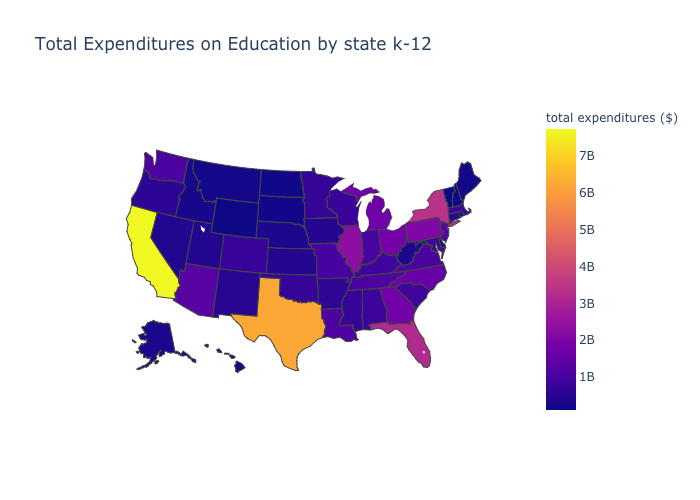 Total Expenditures on Education by state k-12
total expenditures ($)
7B
6B
5B
4B
3B
2B
1B